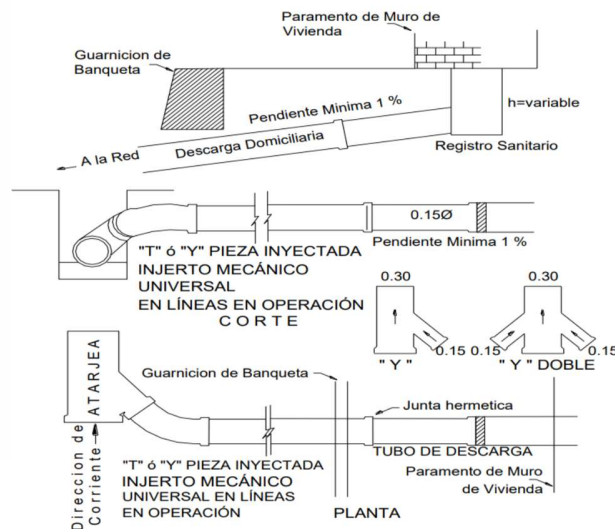 Paramento de Muro de
Vivienda
Guarnicion de
Banqueta
Pendiente Minima 1 %
h=variable
A la Red
Descarga Domiciliaria
Registro Sanitario
0.15Ø
Pendiente Minima 1 %
"T" ó "Y" PIEZA INYECTADA
INJERTO MECÁNICO
UNIVERSAL
EN LÍNEAS EN OPERACIÓN
C O R T E
0.30
0.30
0.15
0.15
0.15
" Y "
" Y " DOBLE
ATARJEA
Direccion de
Corriente
Guarnicion de Banqueta
Junta hermetica
TUBO DE DESCARGA
"T" ó "Y" PIEZA INYECTADA
INJERTO MECÁNICO
UNIVERSAL EN LÍNEAS
EN OPERACIÓN
PLANTA
Paramento de Muro
de Vivienda